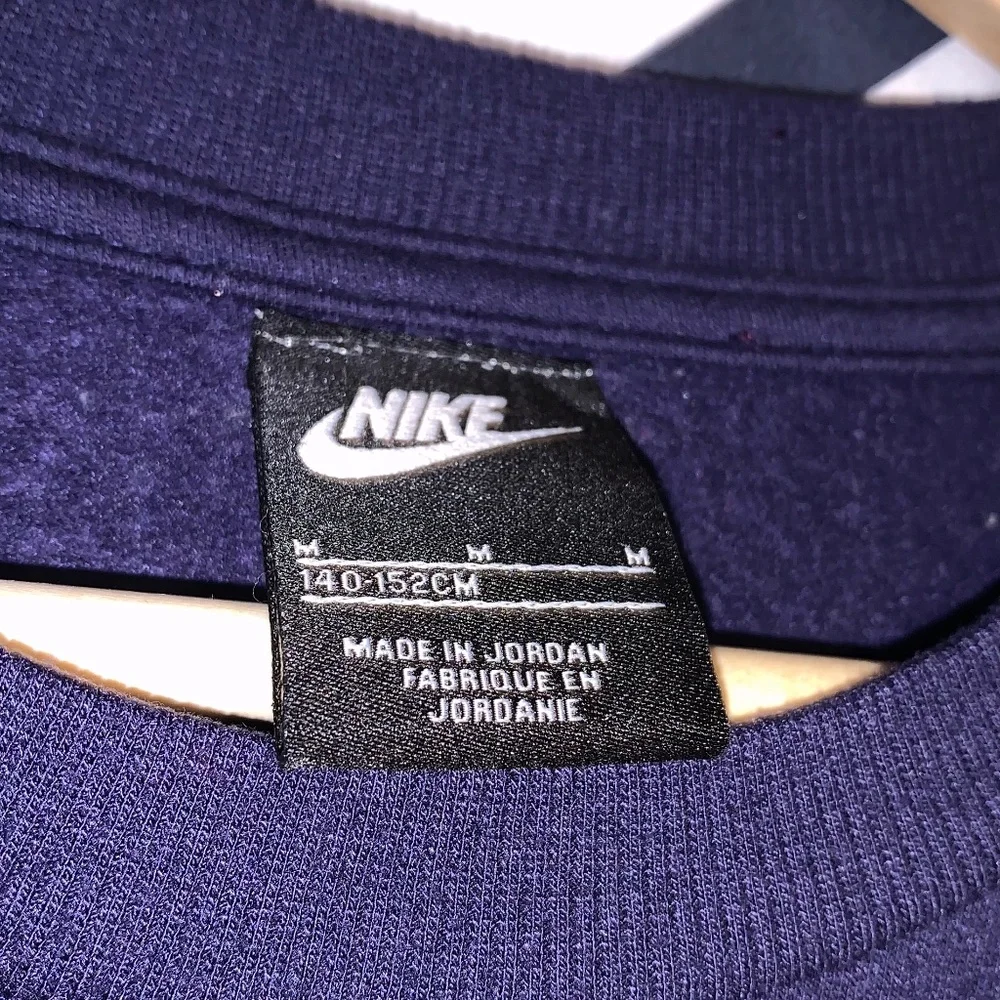 NIKE
M M M
140-152CM
MADE IN JORDAN
FABRIQUE EN
JORDANIE